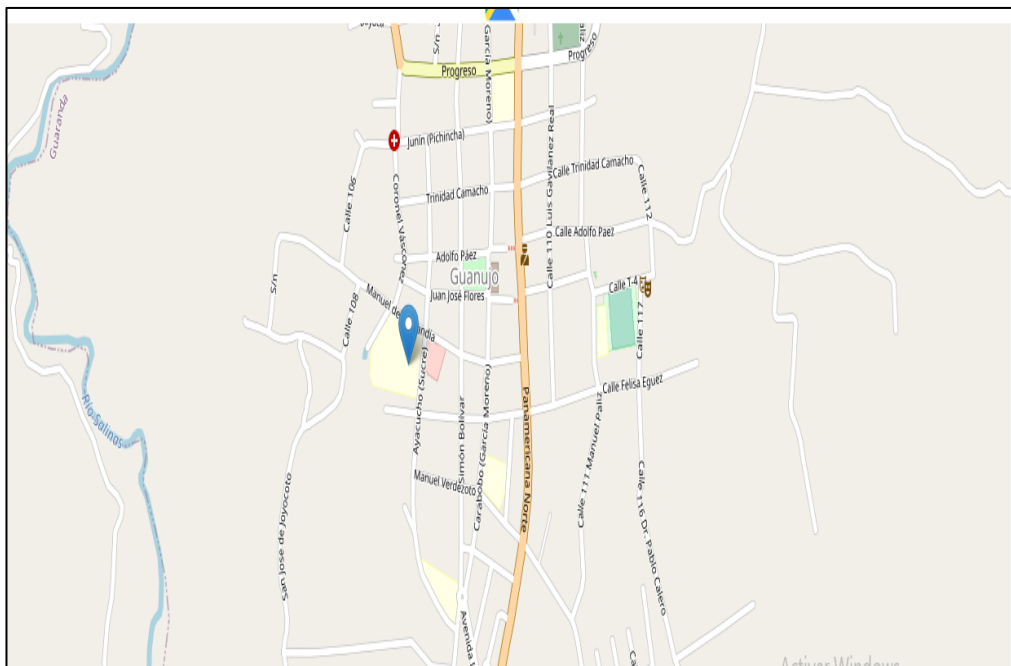 S/n
García Moreno)
Progreso
Progreso
Guaranda
Junín (Pichincha)
Calle 106
Coronel Vásconez
Trinidad Camacho
Calle Trinidad Camacho
Calle 112
Calle 110 Luis Gavilanez Real
Adolfo Páez
Calle Adolfo Paez
Guanujo
S/n
Calle 108
Juan José Flores
Calle T-4
Manuel de
día
Calle 117
Ayacucho (Sucre)
Simón Bolívar
Carabobo (García Moreno)
Panamericana Norte
Calle Felisa Eguez
Calle 111 Manuel Paliz
Río Salinas
Manuel Verdezoto
San Jose de Joyocoto
Calle 116 Dr. Pablo Calero
Avenida
Activar Windows